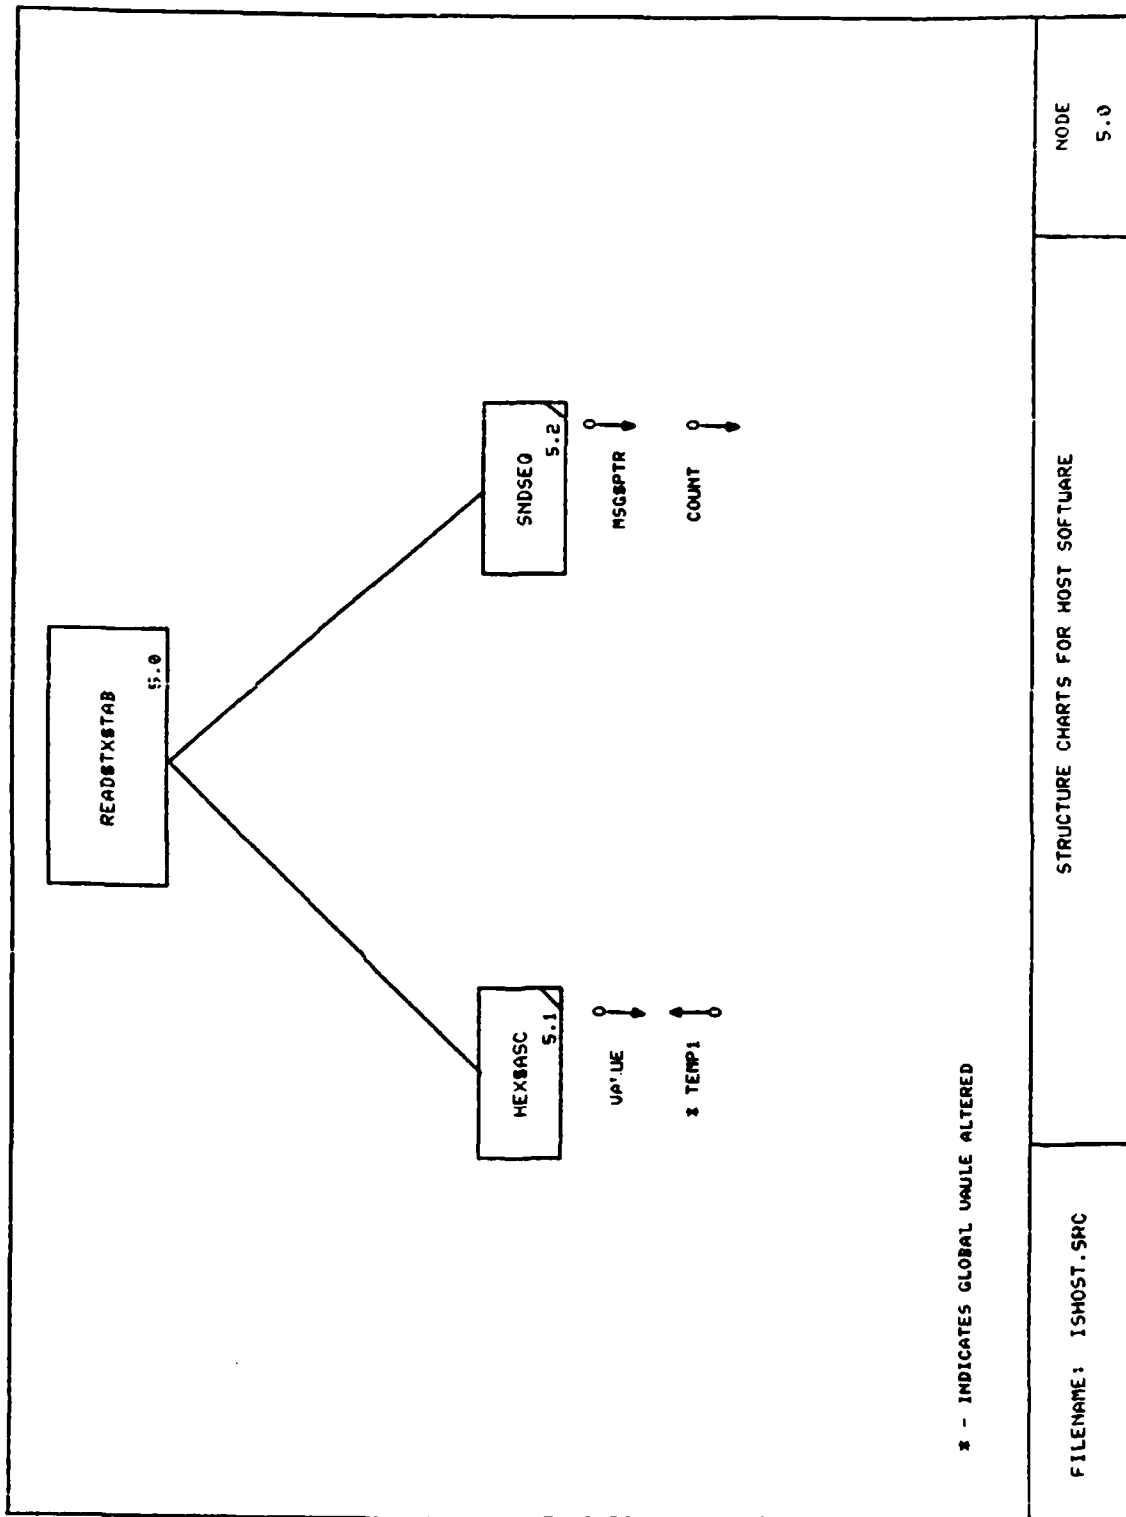 READ$TX$TAB
5.0
HEX$ASC
5.1
SNDSEQ
5.2
VALUE
* TEMP1
MSG$PTR
COUNT
* - INDICATES GLOBAL VAULE ALTERED
FILENAME: ISHOST.SRC
STRUCTURE CHARTS FOR HOST SOFTWARE
NODE
5.0